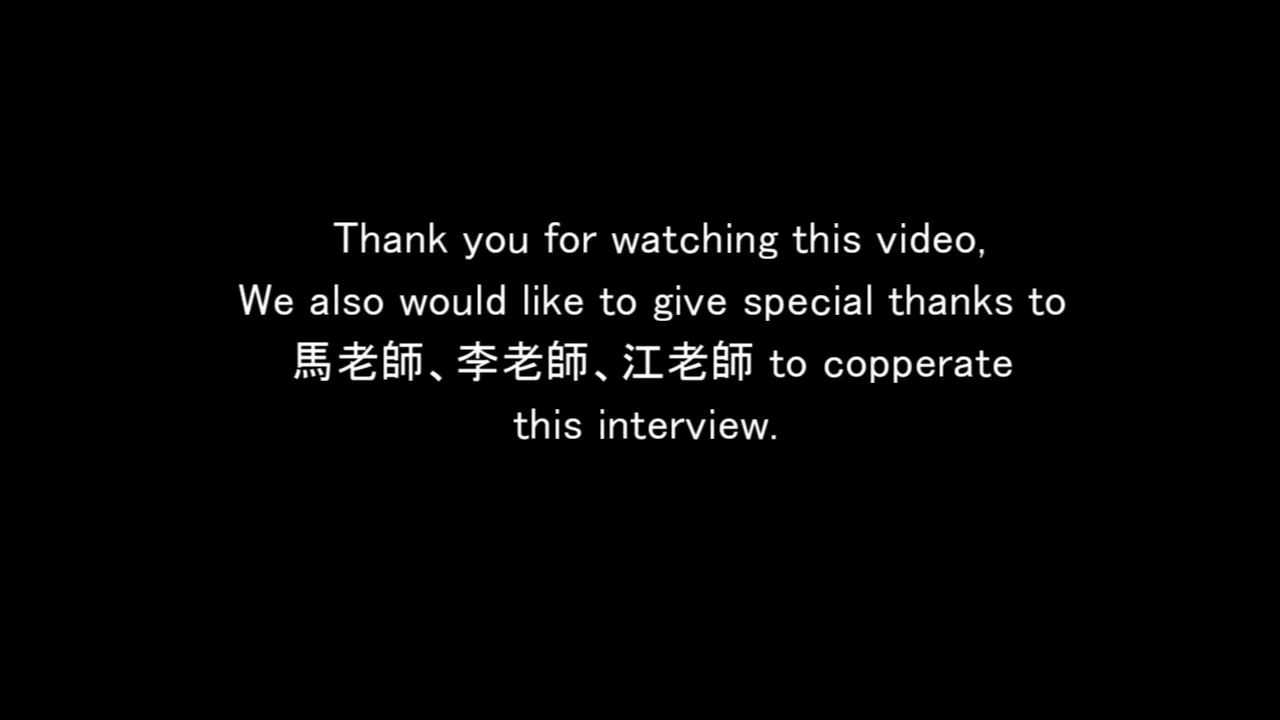 Thank you for watching this video,
We also would like to give special thanks to
馬老師、李老師、江老師 to copperate
this interview.